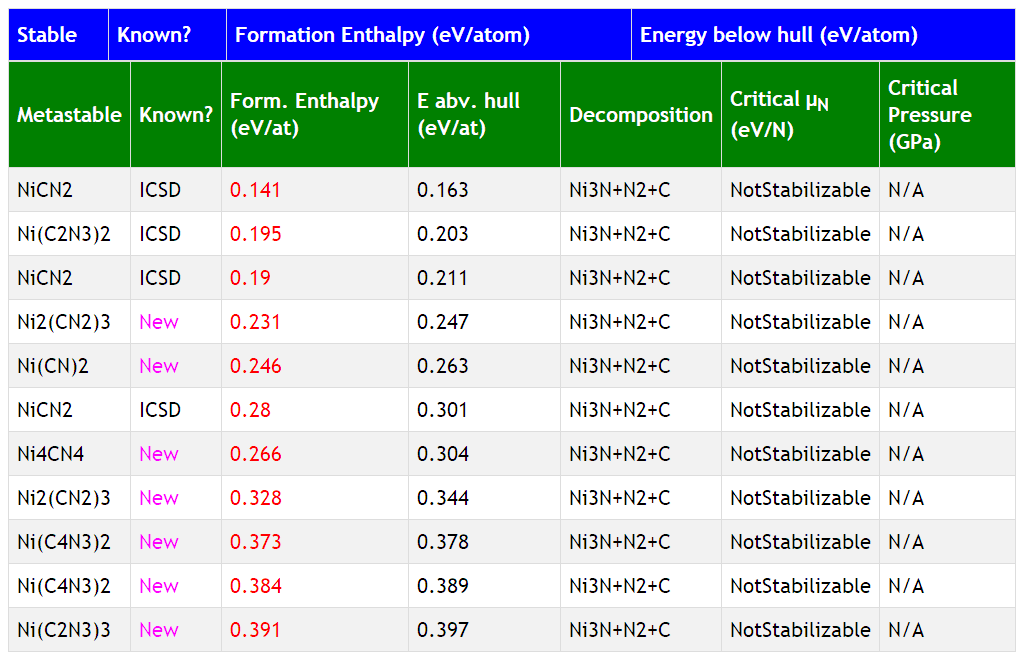 Stable Known? Formation Enthalpy (eV/atom) Energy below hull (eV/atom)
Metastable Known? Form. Enthalpy (eV/at) E abv. hull (eV/at) Decomposition Critical μN (eV/N) Critical Pressure (GPa)
NiCN2 ICSD 0.141 0.163 Ni3N+N2+C NotStabilizable N/A
Ni(C2N3)2 ICSD 0.195 0.203 Ni3N+N2+C NotStabilizable N/A
NiCN2 ICSD 0.19 0.211 Ni3N+N2+C NotStabilizable N/A
Ni2(CN2)3 New 0.231 0.247 Ni3N+N2+C NotStabilizable N/A
Ni(CN)2 New 0.246 0.263 Ni3N+N2+C NotStabilizable N/A
NiCN2 ICSD 0.28 0.301 Ni3N+N2+C NotStabilizable N/A
Ni4CN4 New 0.266 0.304 Ni3N+N2+C NotStabilizable N/A
Ni2(CN2)3 New 0.328 0.344 Ni3N+N2+C NotStabilizable N/A
Ni(C4N3)2 New 0.373 0.378 Ni3N+N2+C NotStabilizable N/A
Ni(C4N3)2 New 0.384 0.389 Ni3N+N2+C NotStabilizable N/A
Ni(C2N3)3 New 0.391 0.397 Ni3N+N2+C NotStabilizable N/A